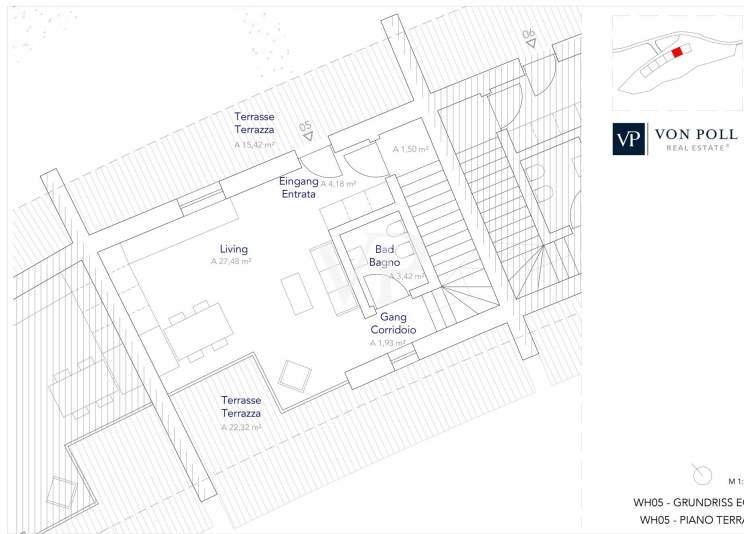 06
Terrasse
Terrazza
A 15,42 m²
05
A 1,50 m²
Eingang
Entrata
A 4,18 m²
Living
A 27,48 m²
Bad
Bagno
A 3,42 m²
Gang
Corridoio
A 1,93 m²
Terrasse
Terrazza
A 22,32 m²
VP VON POLL
REAL ESTATE®
M 1:
WH05 - GRUNDRISS
WH05 - PIANO